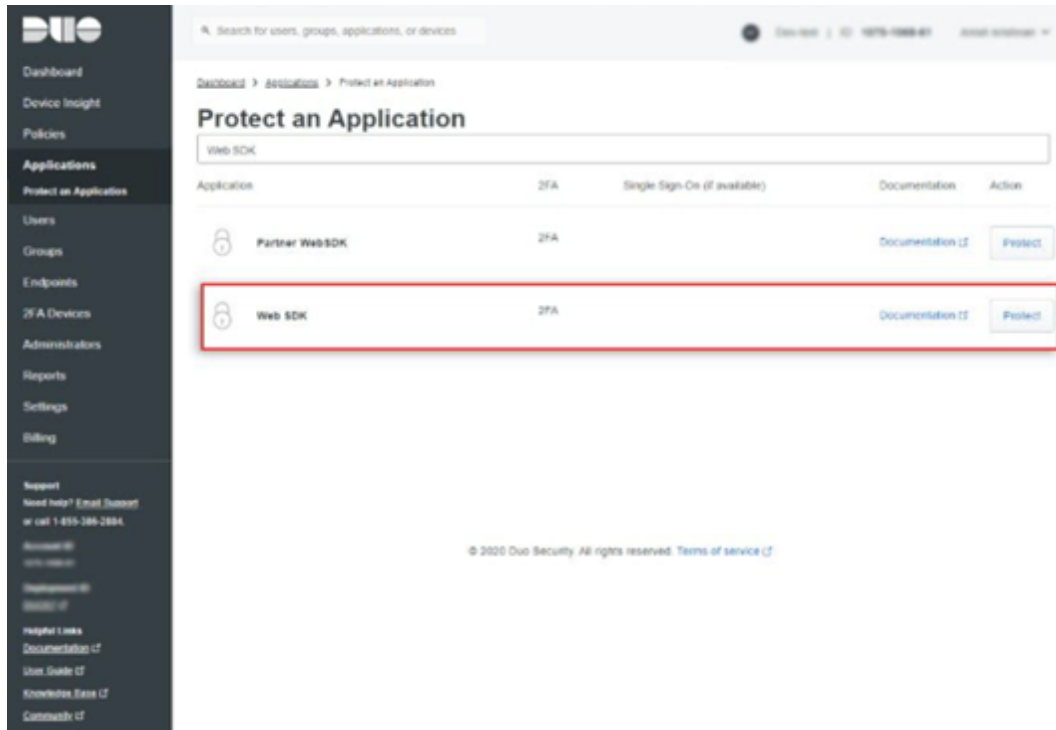 DUO
Search for users, groups, applications, or devices
Dashboard
Device Insight
Policies
Applications
Protect an Application
Users
Groups
Endpoints
2FA Devices
Administrators
Reports
Settings
Billing
Support
Need help? Email Support
or call 1-855-386-2884.
Helpful Links
Documentation
User Guide
Knowledge Base
Community
Dashboard > Applications > Protect an Application
Protect an Application
Web SDK
Application 2FA Single Sign-On (if available) Documentation Action
Partner WebSDK 2FA Documentation Protect
Web SDK 2FA Documentation Protect
© 2020 Duo Security. All rights reserved. Terms of service